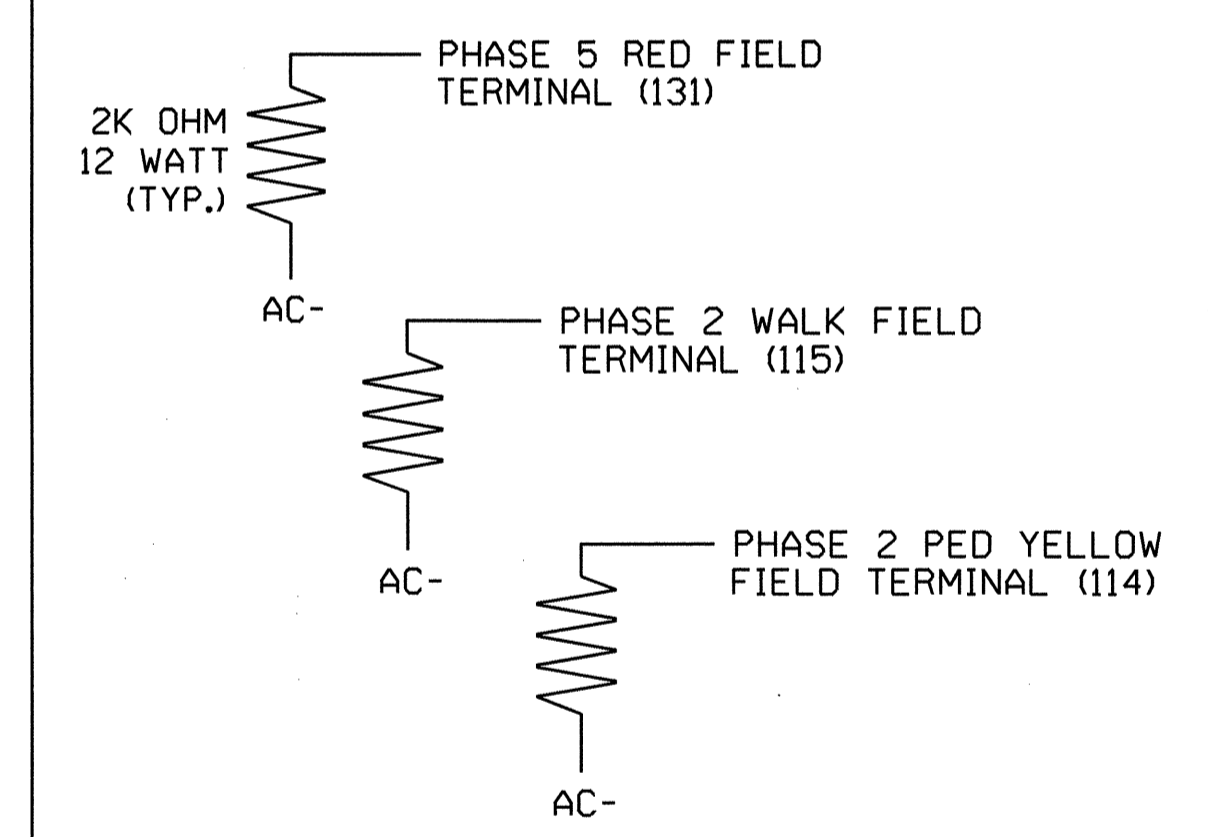 PHASE 5 RED FIELD
TERMINAL (131)
2K OHM
12 WATT
(TYP.)
AC-
PHASE 2 WALK FIELD
TERMINAL (115)
AC-
PHASE 2 PED YELLOW
FIELD TERMINAL (114)
AC-